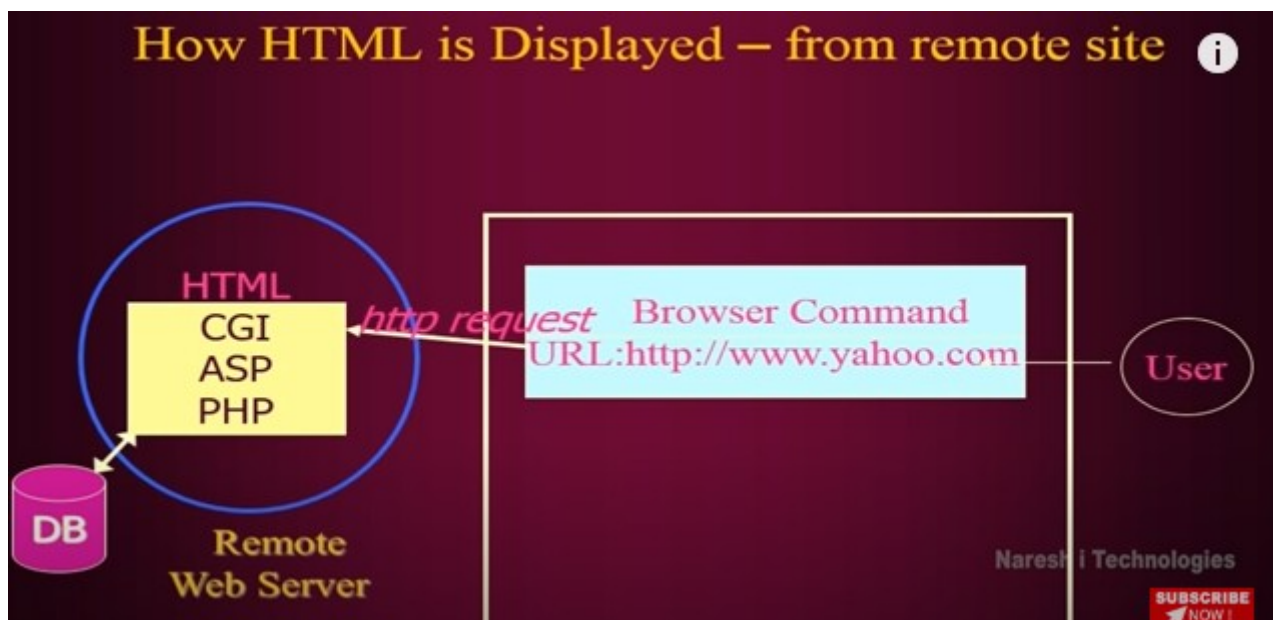 How HTML is Displayed – from remote site
i
HTML
CGI
ASP
PHP
http request
Browser Command
URL:http://www.yahoo.com
User
DB
Remote
Web Server
Naresh i Technologies
SUBSCRIBE
NOW !